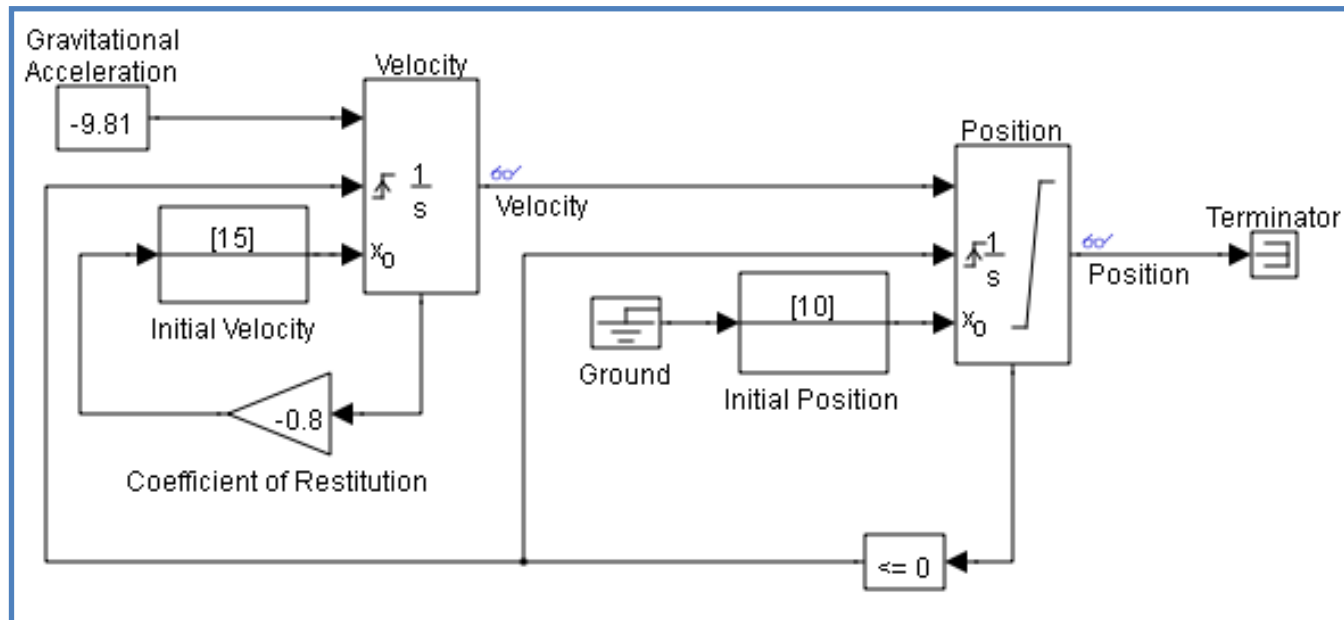 Gravitational
Acceleration
-9.81
Velocity
1
s
x0
Velocity
[15]
Initial Velocity
-0.8
Coefficient of Restitution
Ground
[10]
Initial Position
Position
1
s
x0
Position
Terminator
<= 0